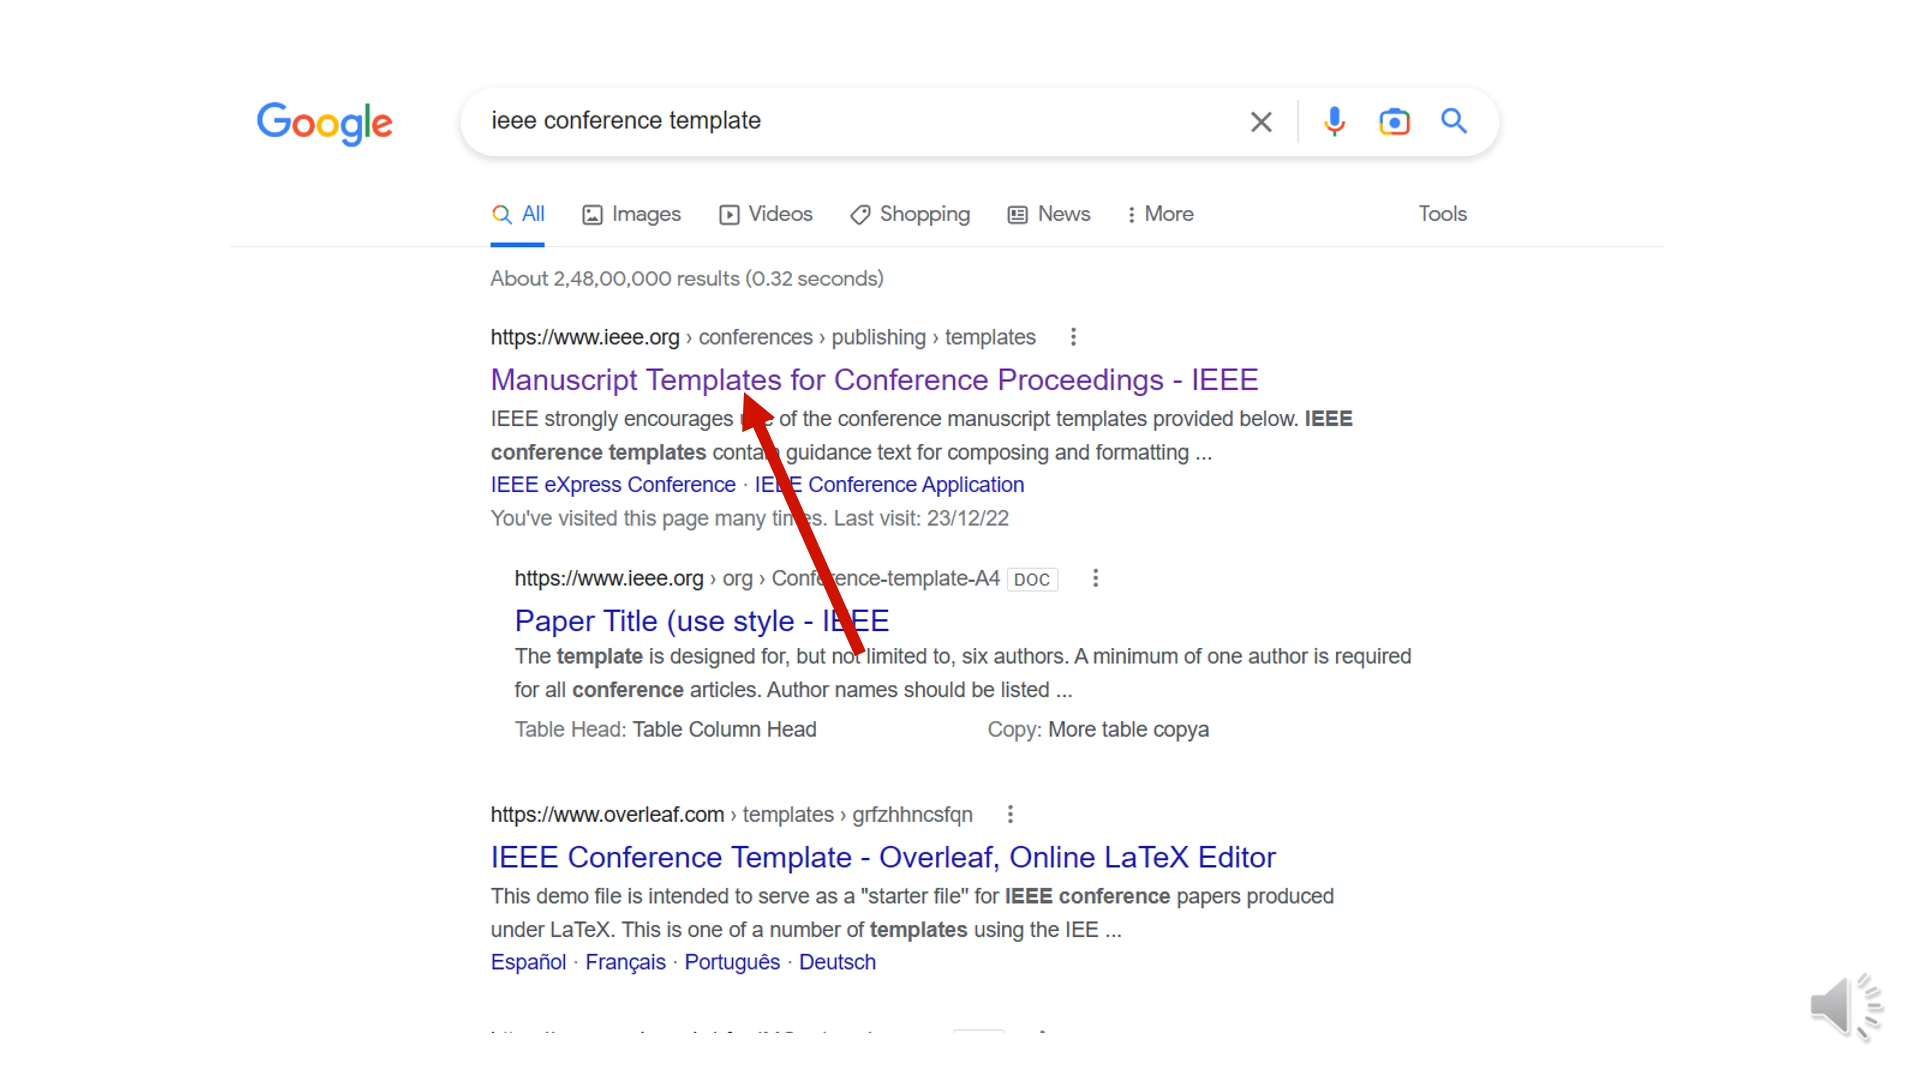 Google
ieee conference template
All Images Videos Shopping News More Tools
About 2,48,00,000 results (0.32 seconds)
https://www.ieee.org › conferences › publishing › templates
Manuscript Templates for Conference Proceedings - IEEE
IEEE strongly encourages of the conference manuscript templates provided below. IEEE
conference templates contain guidance text for composing and formatting ...
IEEE eXpress Conference · IEEE Conference Application
You've visited this page many times. Last visit: 23/12/22
https://www.ieee.org › org › Conference-template-A4 DOC
Paper Title (use style - IEEE
The template is designed for, but not limited to, six authors. A minimum of one author is required
for all conference articles. Author names should be listed ...
Table Head: Table Column Head Copy: More table copya
https://www.overleaf.com › templates › grfzhhncsfqn
IEEE Conference Template - Overleaf, Online LaTeX Editor
This demo file is intended to serve as a "starter file" for IEEE conference papers produced
under LaTeX. This is one of a number of templates using the IEE ...
Español · Français · Português · Deutsch